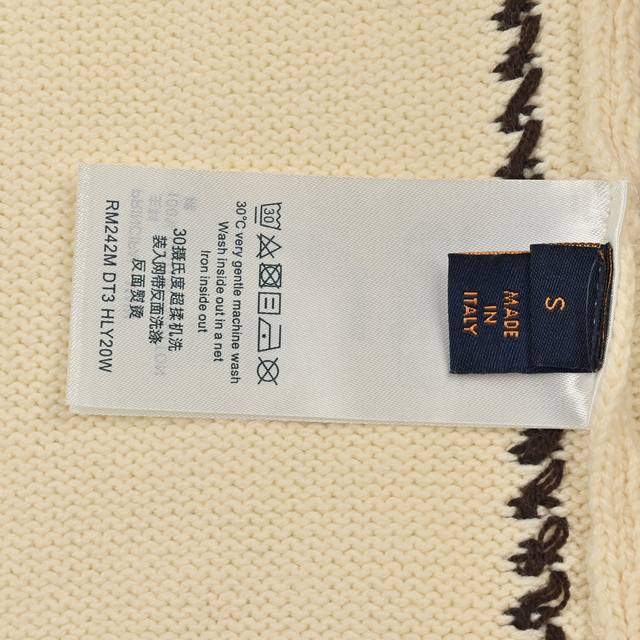 S
MADE
IN
ITALY
30
30°C very gentle machine wash
Wash inside out in a net
Iron inside out
30摄氏度超揉机洗
装入网带反面洗涤
反面熨烫
RM242M DT3 HLY20W